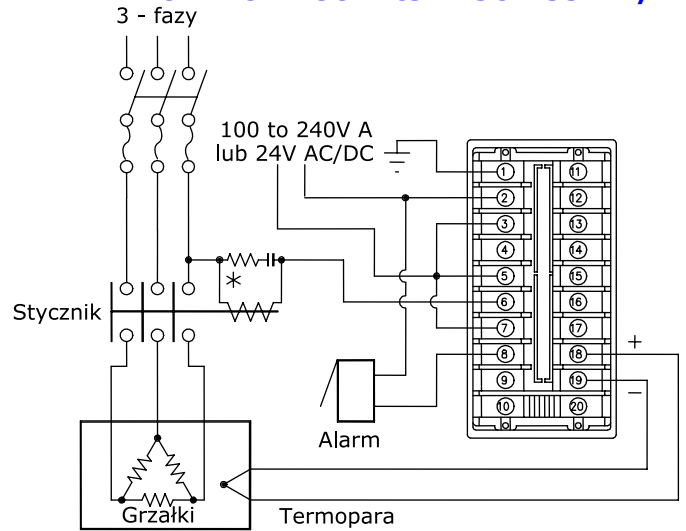 3 - fazy
100 to 240V A
lub 24V AC/DC
1 11
2 12
3 13
4 14
5 15
6 16
7 17
8 18
9 19
10 20
+
−
*
Stycznik
Alarm
Grzałki
Termopara